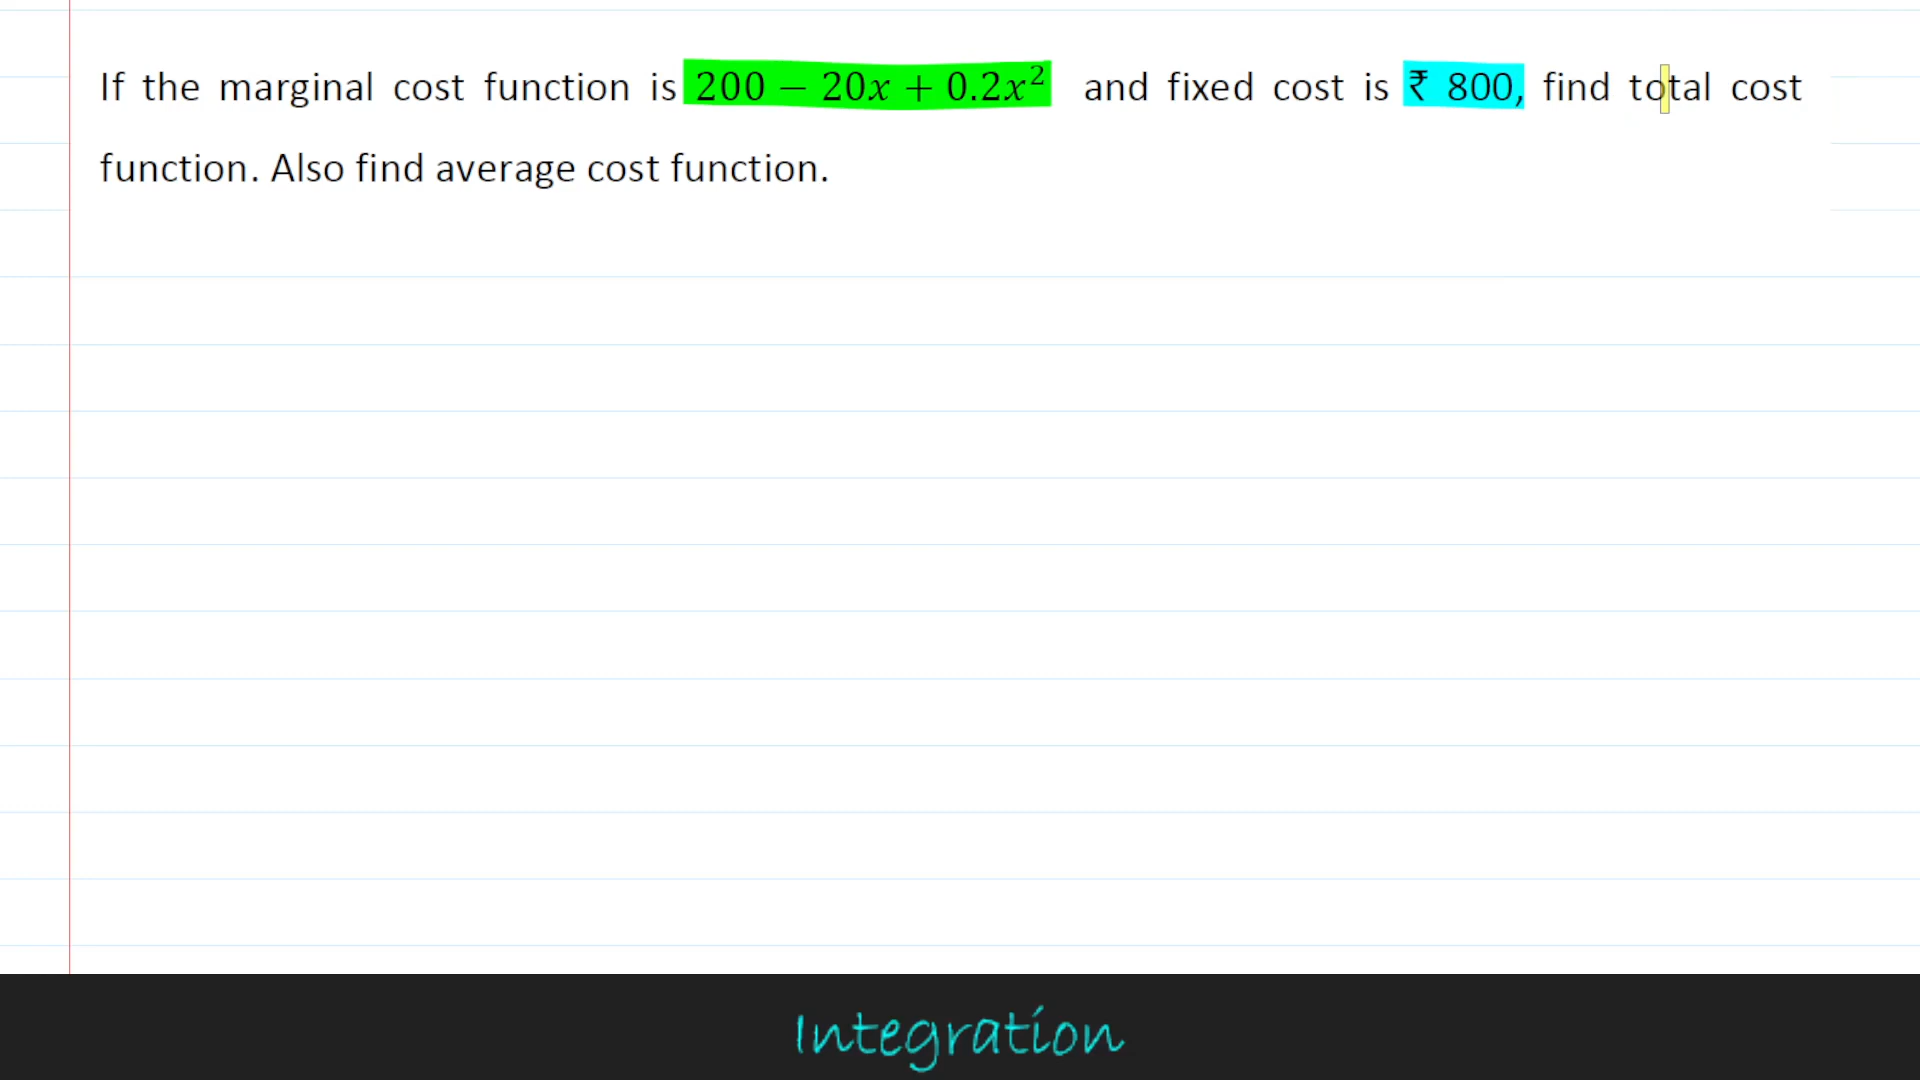 If the marginal cost function is 200 − 20x + 0.2x² and fixed cost is ₹ 800, find total cost
function. Also find average cost function.
Integration